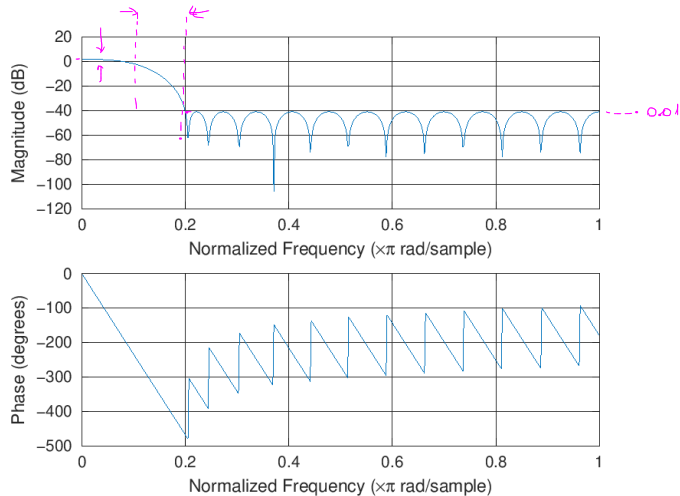 20
0
−20
−40
−60
−80
−100
−120
Magnitude (dB)
0.01
0 0.2 0.4 0.6 0.8 1
Normalized Frequency (×π rad/sample)
0
−100
−200
−300
−400
−500
Phase (degrees)
0 0.2 0.4 0.6 0.8 1
Normalized Frequency (×π rad/sample)